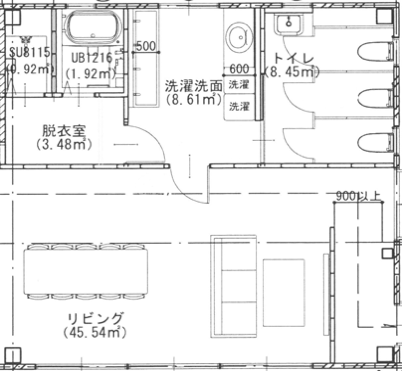 SU8115
(0.92㎡)
UB1216
(1.92㎡)
500
洗濯洗面
(8.61㎡)
600
洗濯
洗濯
トイレ
(8.45㎡)
脱衣室
(3.48㎡)
900以上
リビング
(45.54㎡)